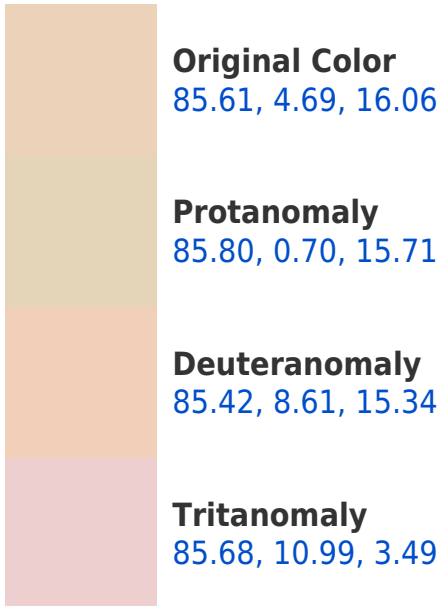 Original Color
85.61, 4.69, 16.06
Protanomaly
85.80, 0.70, 15.71
Deuteranomaly
85.42, 8.61, 15.34
Tritanomaly
85.68, 10.99, 3.49